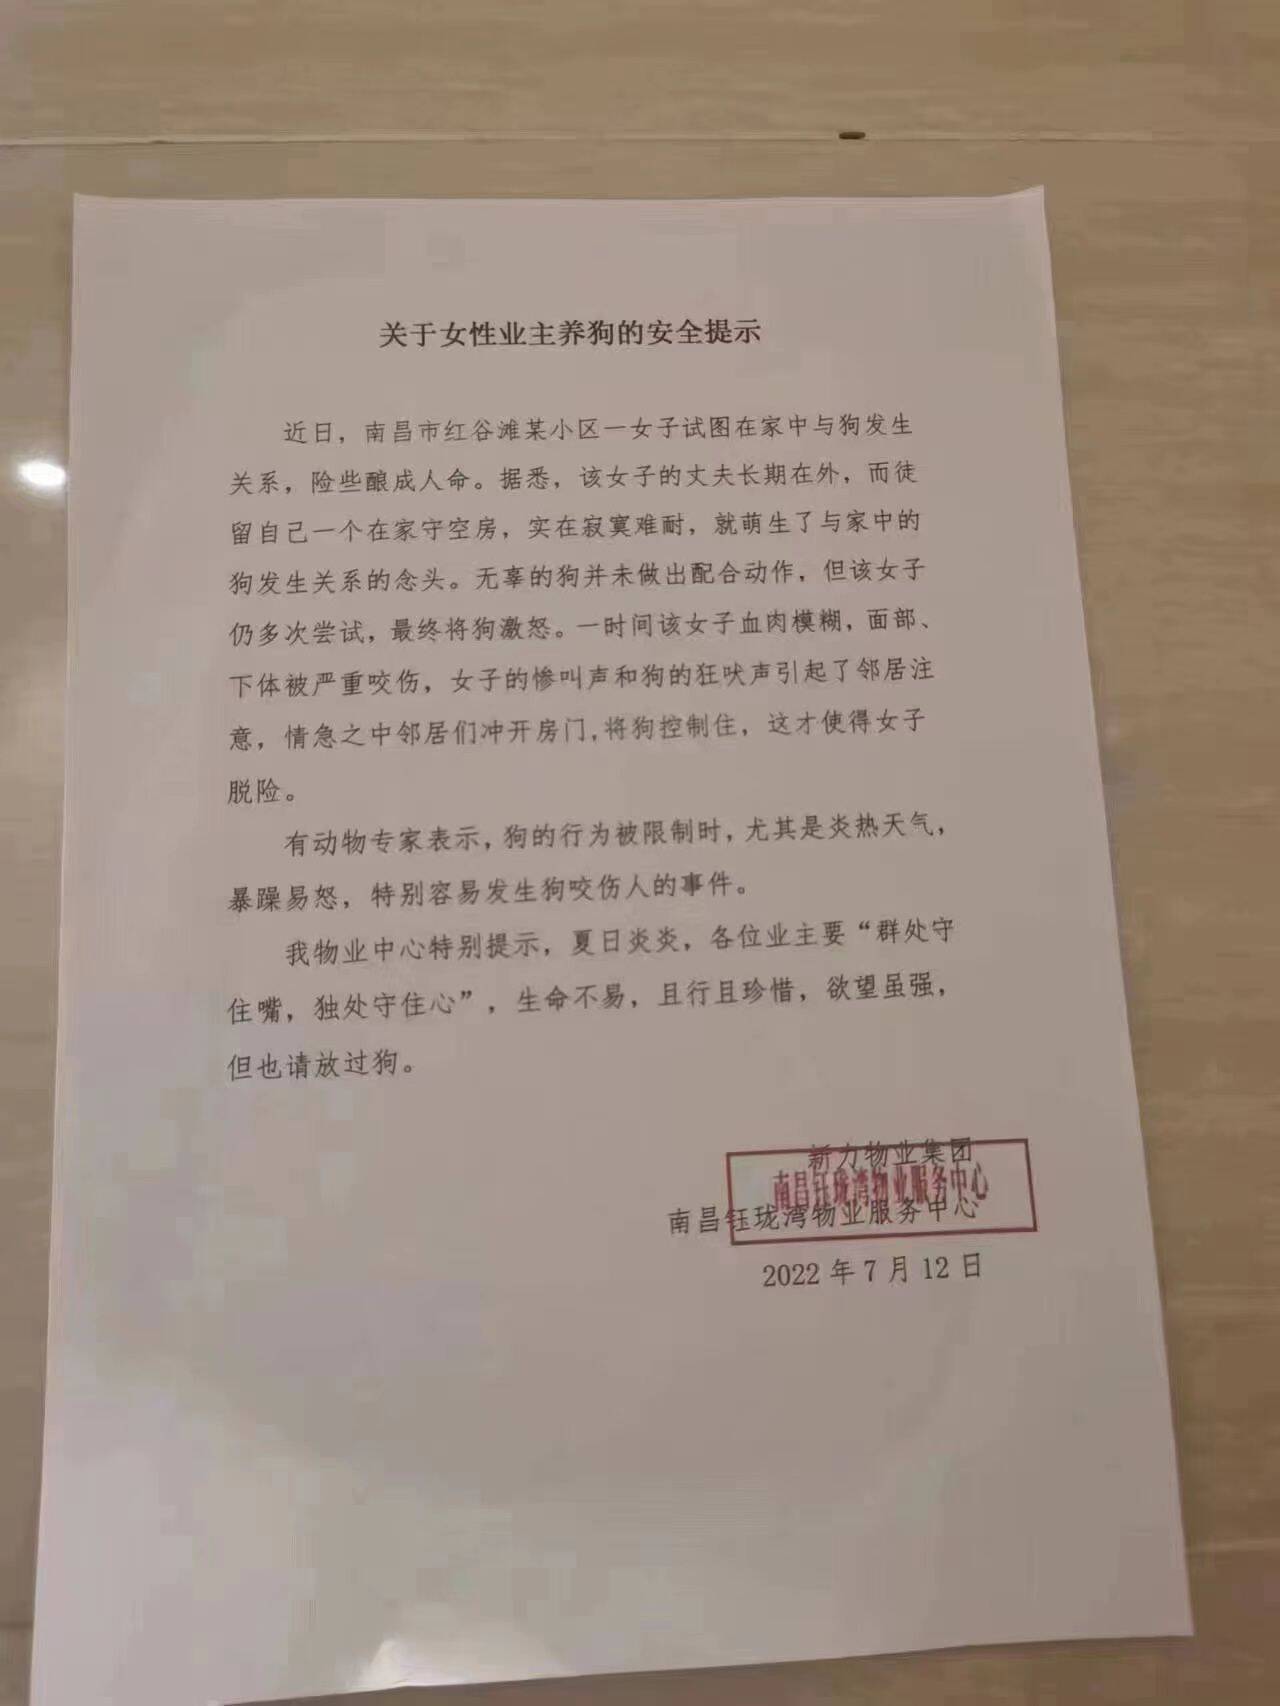 关于女性业主养狗的安全提示
近日，南昌市红谷滩某小区一女子试图在家中与狗发生
关系，险些酿成人命。据悉，该女子的丈夫长期在外，而徒
留自己一个在家守空房，实在寂寞难耐，就萌生了与家中的
狗发生关系的念头。无辜的狗并未做出配合动作，但该女子
仍多次尝试，最终将狗激怒。一时间该女子血肉模糊，面部、
下体被严重咬伤，女子的惨叫声和狗的狂吠声引起了邻居注
意，情急之中邻居们冲开房门,将狗控制住，这才使得女子
脱险。
有动物专家表示，狗的行为被限制时，尤其是炎热天气，
暴躁易怒，特别容易发生狗咬伤人的事件。
我物业中心特别提示，夏日炎炎，各位业主要“群处守
住嘴，独处守住心”，生命不易，且行且珍惜，欲望虽强，
但也请放过狗。
新力物业集团
南昌钰珑湾物业服务中心
南昌钰珑湾物业服务中心
2022年7月12日